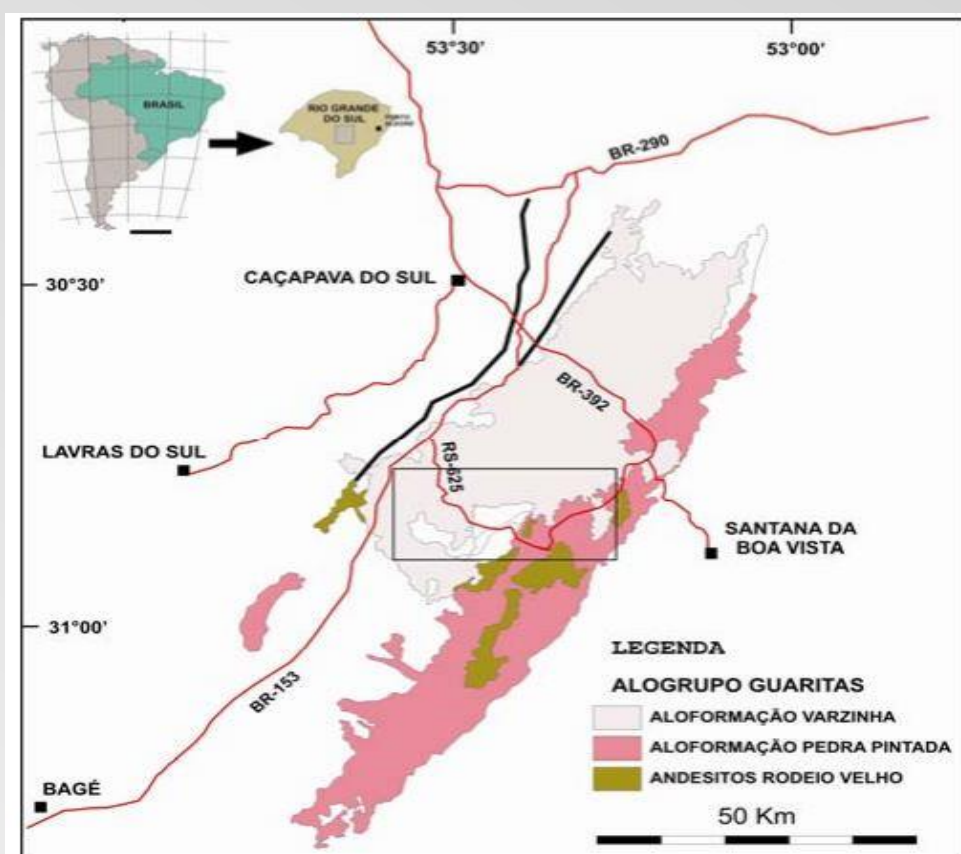 53°30'
53°00'
BRASIL
RIO GRANDE
DO SUL
PORTO
ALEGRE
BR-290
CAÇAPAVA DO SUL
30°30'
BR-392
LAVRAS DO SUL
RS-625
SANTANA DA
BOA VISTA
31°00'
BR-153
BAGÉ
LEGENDA
ALOGRUPO GUARITAS
ALOFORMAÇÃO VARZINHA
ALOFORMAÇÃO PEDRA PINTADA
ANDESITOS RODEIO VELHO
50 Km